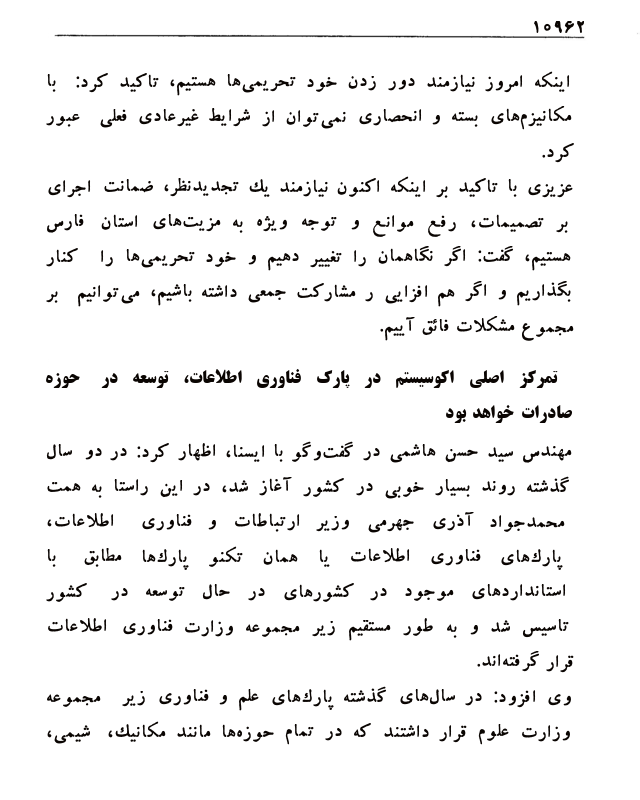 ۱۰۹۶۲
اینکه امروز نیازمند دور زدن خود تحریمی‌ها هستیم، تاکید کرد: با
مکانیزم‌های بسته و انحصاری نمی‌توان از شرایط غیرعادی فعلی عبور
کرد.
عزیزی با تاکید بر اینکه اکنون نیازمند یك تجدیدنظر، ضمانت اجرای
بر تصمیمات، رفع موانع و توجه ویژه به مزیت‌های استان فارس
هستیم، گفت: اگر نگاهمان را تغییر دهیم و خود تحریمی‌ها را کنار
بگذاریم و اگر هم افزایی ر مشارکت جمعی داشته باشیم، می‌توانیم بر
مجموع مشکلات فائق آییم.
تمرکز اصلی اکوسیستم در پارک فناوری اطلاعات، توسعه در حوزه
صادرات خواهد بود
مهندس سید حسن هاشمی در گفت‌وگو با ایسنا، اظهار کرد: در دو سال
گذشته روند بسیار خوبی در کشور آغاز شد، در این راستا به همت
محمدجواد آذری جهرمی وزیر ارتباطات و فناوری اطلاعات،
پارك‌های فناوری اطلاعات یا همان تکنو پارك‌ها مطابق با
استانداردهای موجود در کشورهای در حال توسعه در کشور
تاسیس شد و به طور مستقیم زیر مجموعه وزارت فناوری اطلاعات
قرار گرفته‌اند.
وی افزود: در سال‌های گذشته پارك‌های علم و فناوری زیر مجموعه
وزارت علوم قرار داشتند که در تمام حوزه‌ها مانند مکانیك، شیمی،